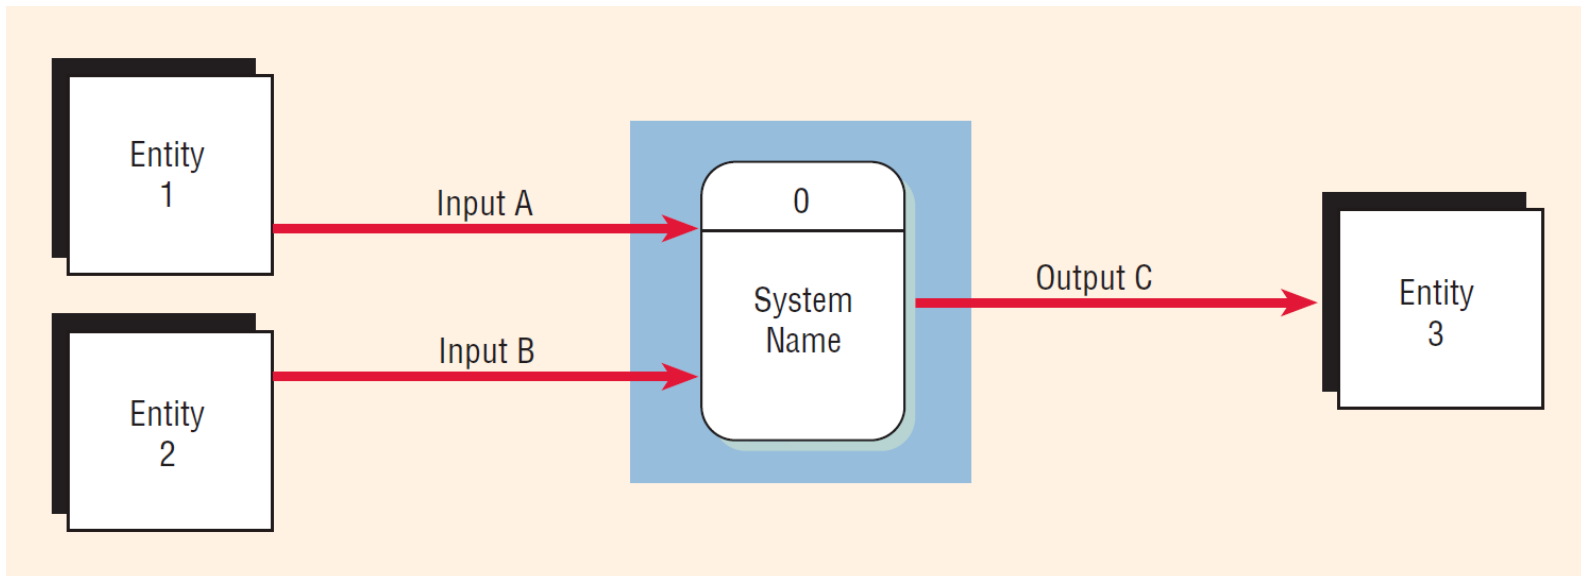 Entity
1
Input A
Entity
2
Input B
0
System
Name
Output C
Entity
3